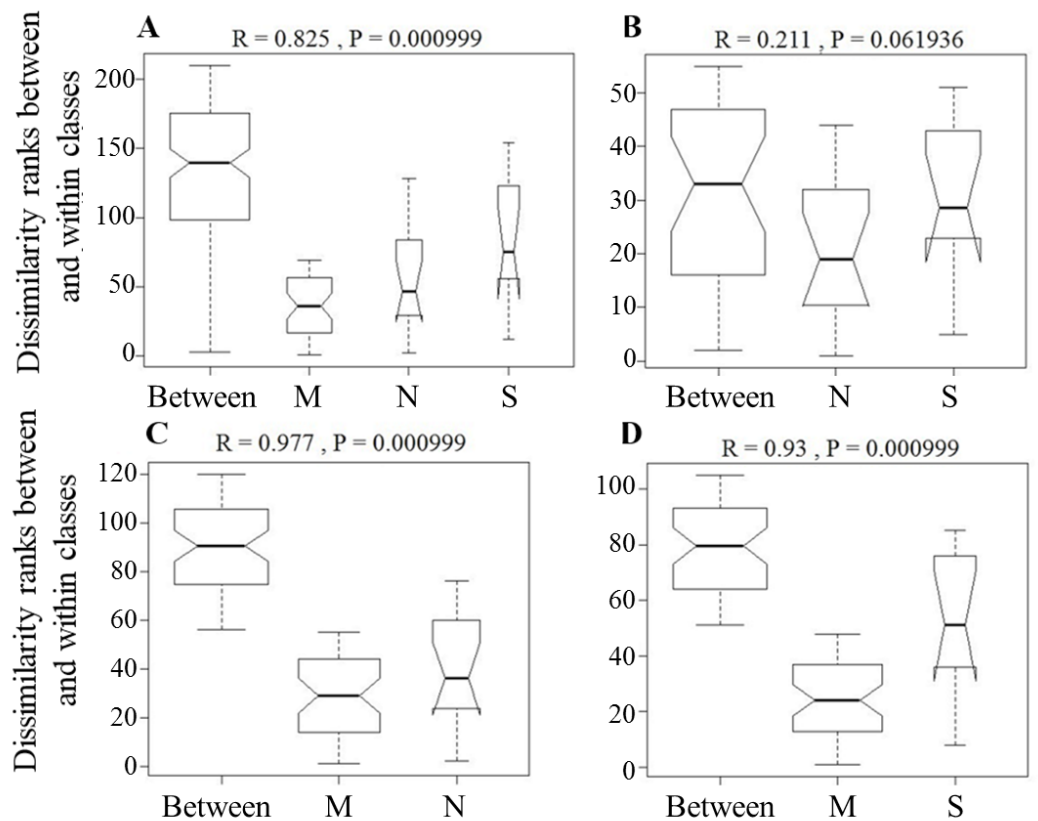 A
R = 0.825 , P = 0.000999
B
R = 0.211 , P = 0.061936
Dissimilarity ranks between
and within classes
200
150
100
50
0
Between M N S
50
40
30
20
10
0
Between N S
C
R = 0.977 , P = 0.000999
D
R = 0.93 , P = 0.000999
Dissimilarity ranks between
and within classes
120
100
80
60
40
20
0
Between M N
100
80
60
40
20
0
Between M S